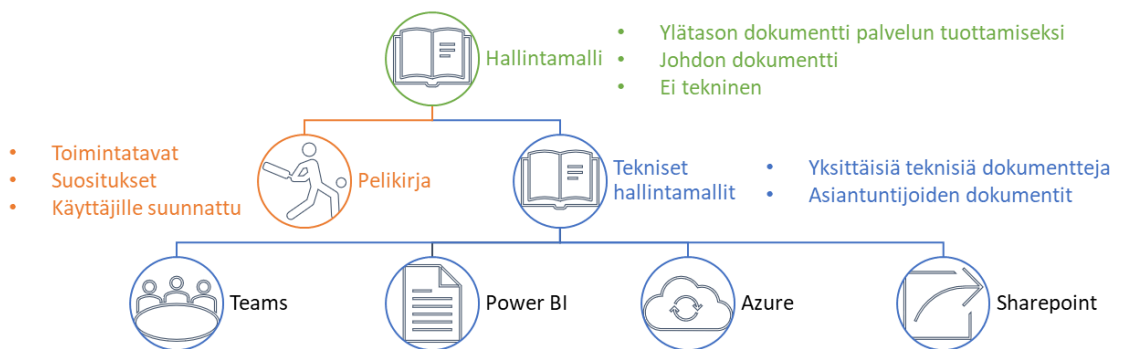 Hallintamalli
• Ylätason dokumentti palvelun tuottamiseksi
• Johdon dokumentti
• Ei tekninen
• Toimintatavat
• Suositukset
• Käyttäjille suunnattu
Pelikirja
Tekniset
hallintamallit
• Yksittäisiä teknisiä dokumentteja
• Asiantuntijoiden dokumentit
Teams
Power BI
Azure
Sharepoint